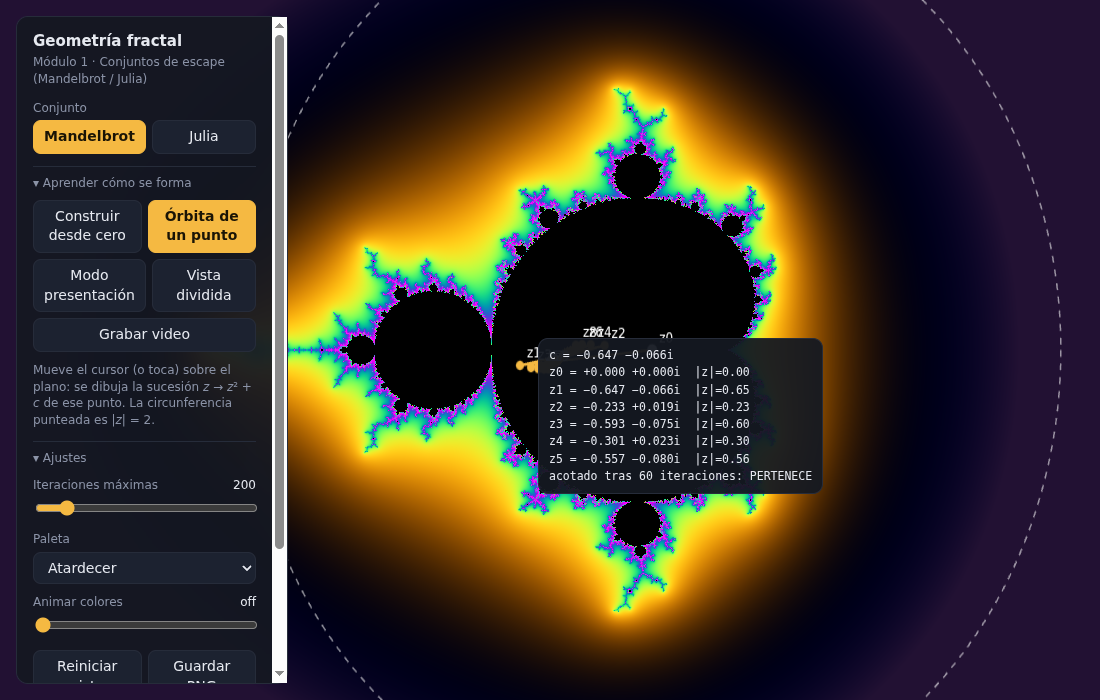 Geometría fractal
Módulo 1 · Conjuntos de escape
(Mandelbrot / Julia)
Conjunto
Mandelbrot
Julia
▾ Aprender cómo se forma
Construir
desde cero
Órbita de
un punto
Modo
presentación
Vista
dividida
Grabar video
Mueve el cursor (o toca) sobre el
plano: se dibuja la sucesión z → z² +
c de ese punto. La circunferencia
punteada es |z| = 2.
▾ Ajustes
Iteraciones máximas 200
Paleta
Atardecer
Animar colores off
Reiniciar
Guardar
z2
z0
c = −0.647 −0.066i
z0 = +0.000 +0.000i |z|=0.00
z1 = −0.647 −0.066i |z|=0.65
z2 = −0.233 +0.019i |z|=0.23
z3 = −0.593 −0.075i |z|=0.60
z4 = −0.301 +0.023i |z|=0.30
z5 = −0.557 −0.080i |z|=0.56
acotado tras 60 iteraciones: PERTENECE